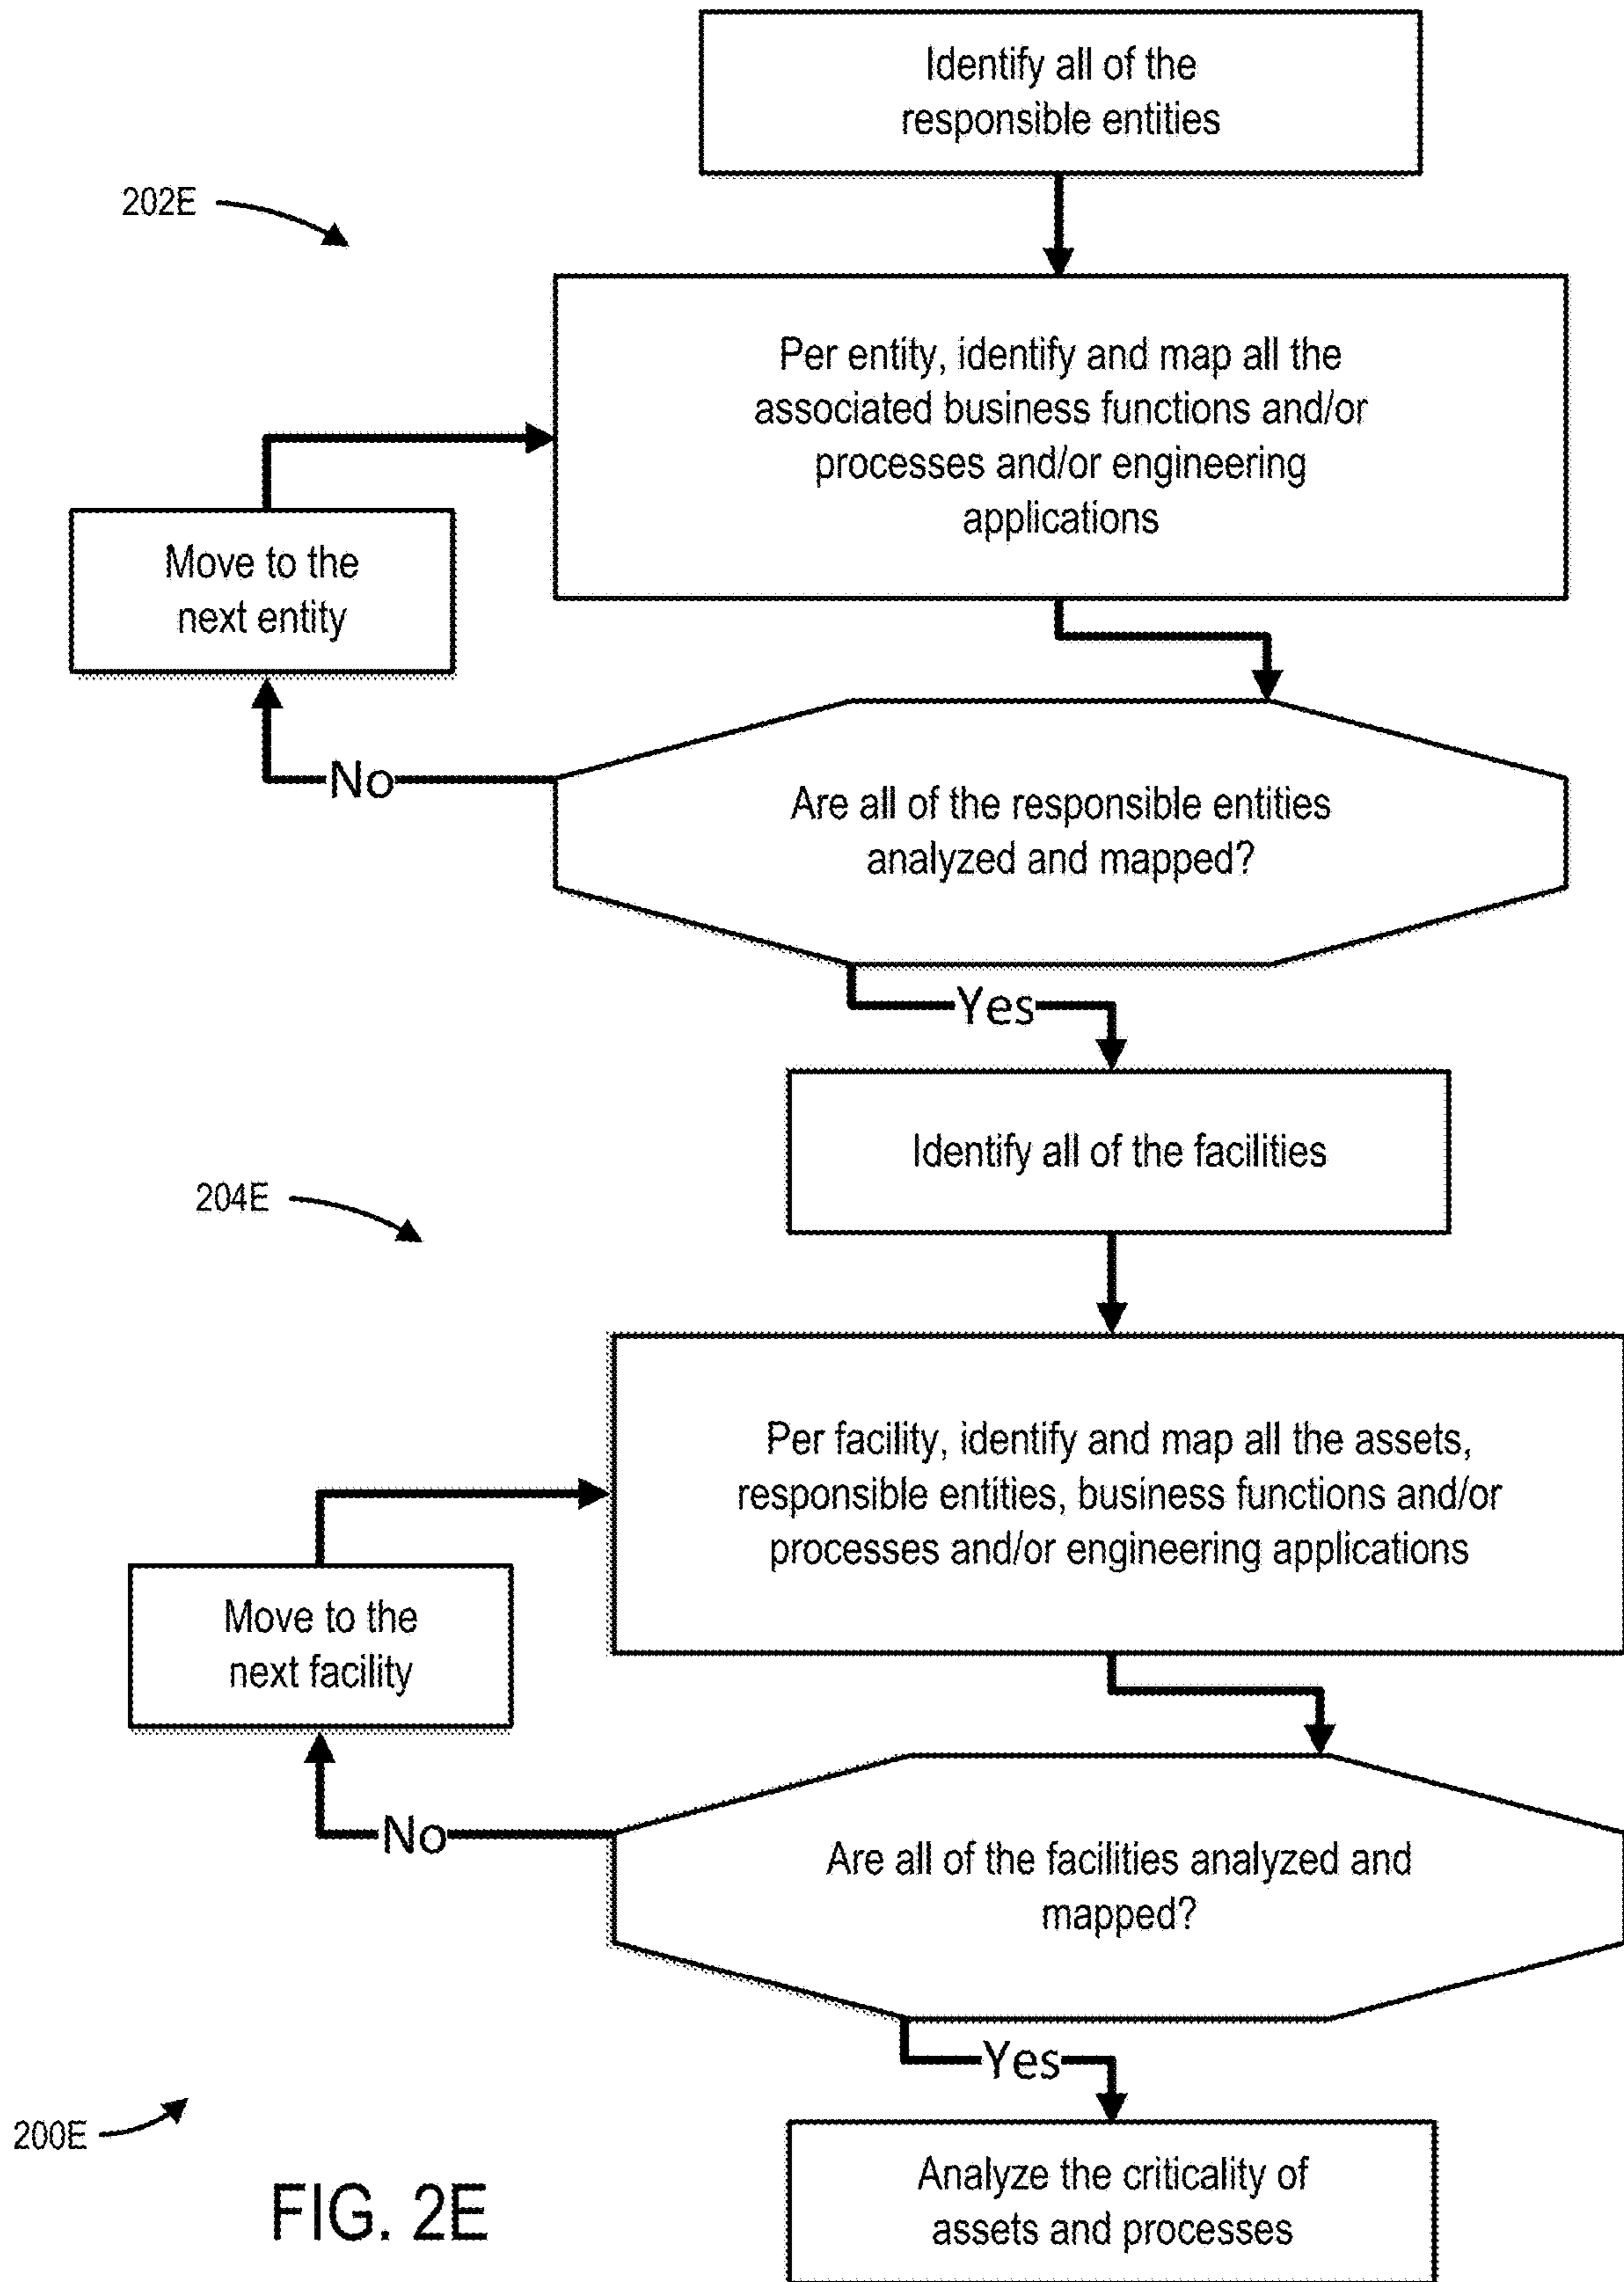 Identify all of the
responsible entities
202E
Per entity, identify and map all the
associated business functions and/or
processes and/or engineering
applications
Move to the
next entity
No
Are all of the responsible entities
analyzed and mapped?
Yes
Identify all of the facilities
204E
Per facility, identify and map all the assets,
responsible entities, business functions and/or
processes and/or engineering applications
Move to the
next facility
No
Are all of the facilities analyzed and
mapped?
Yes
200E
Analyze the criticality of
assets and processes
FIG. 2E